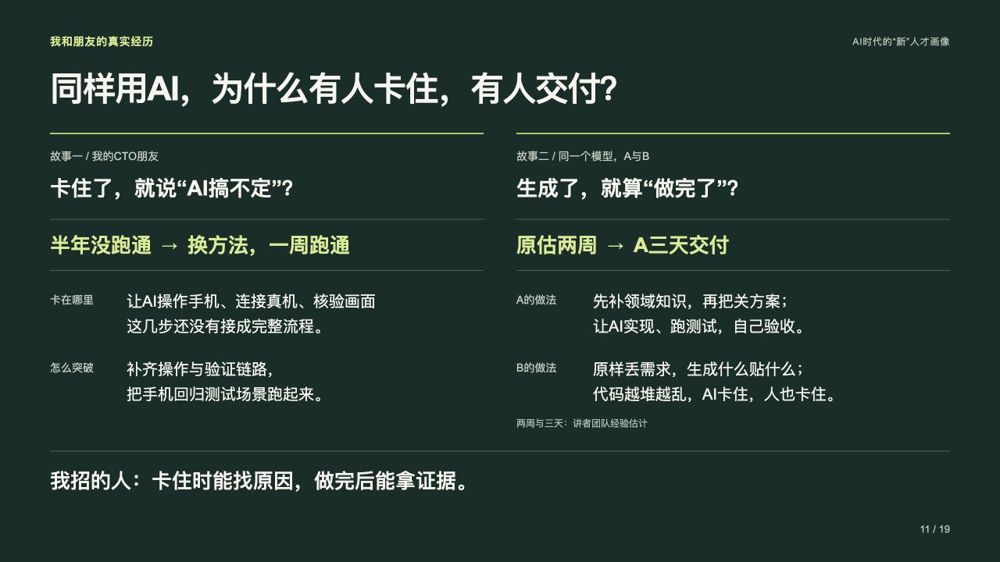 我和朋友的真实经历
AI时代的“新”人才画像
同样用AI，为什么有人卡住，有人交付？
故事一 / 我的CTO朋友
卡住了，就说“AI搞不定”？
半年没跑通 → 换方法，一周跑通
卡在哪里
让AI操作手机、连接真机、核验画面
这几步还没有接成完整流程。
怎么突破
补齐操作与验证链路，
把手机回归测试场景跑起来。
故事二 / 同一个模型，A与B
生成了，就算“做完了”？
原估两周 → A三天交付
A的做法
先补领域知识，再把关方案；
让AI实现、跑测试，自己验收。
B的做法
原样丢需求，生成什么贴什么；
代码越堆越乱，AI卡住，人也卡住。
两周与三天：讲者团队经验估计
我招的人：卡住时能找原因，做完后能拿证据。
11 / 19